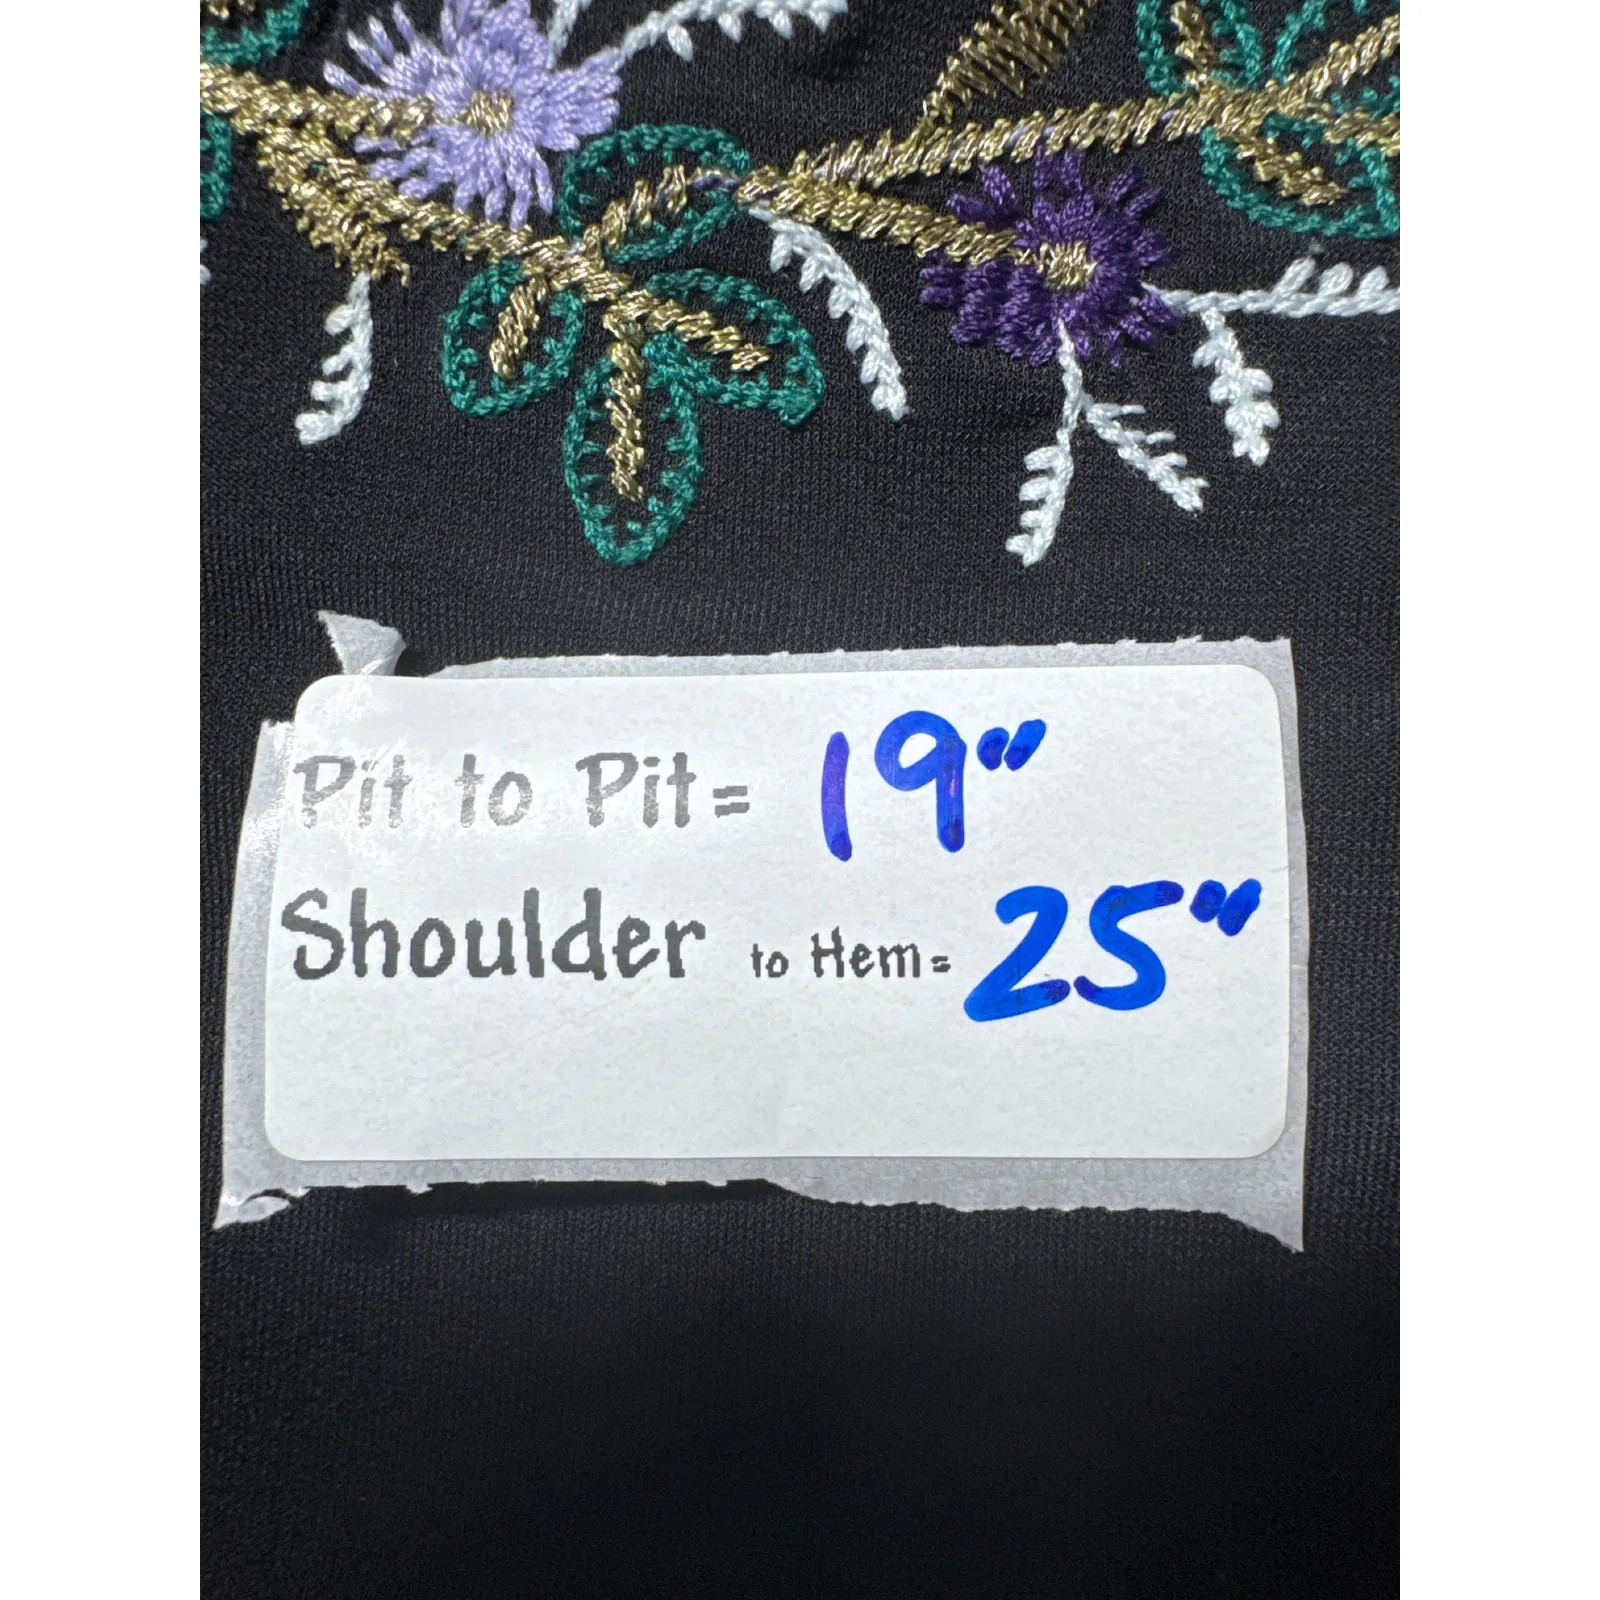 Pit to Pit= 19"
Shoulder to Hem= 25"